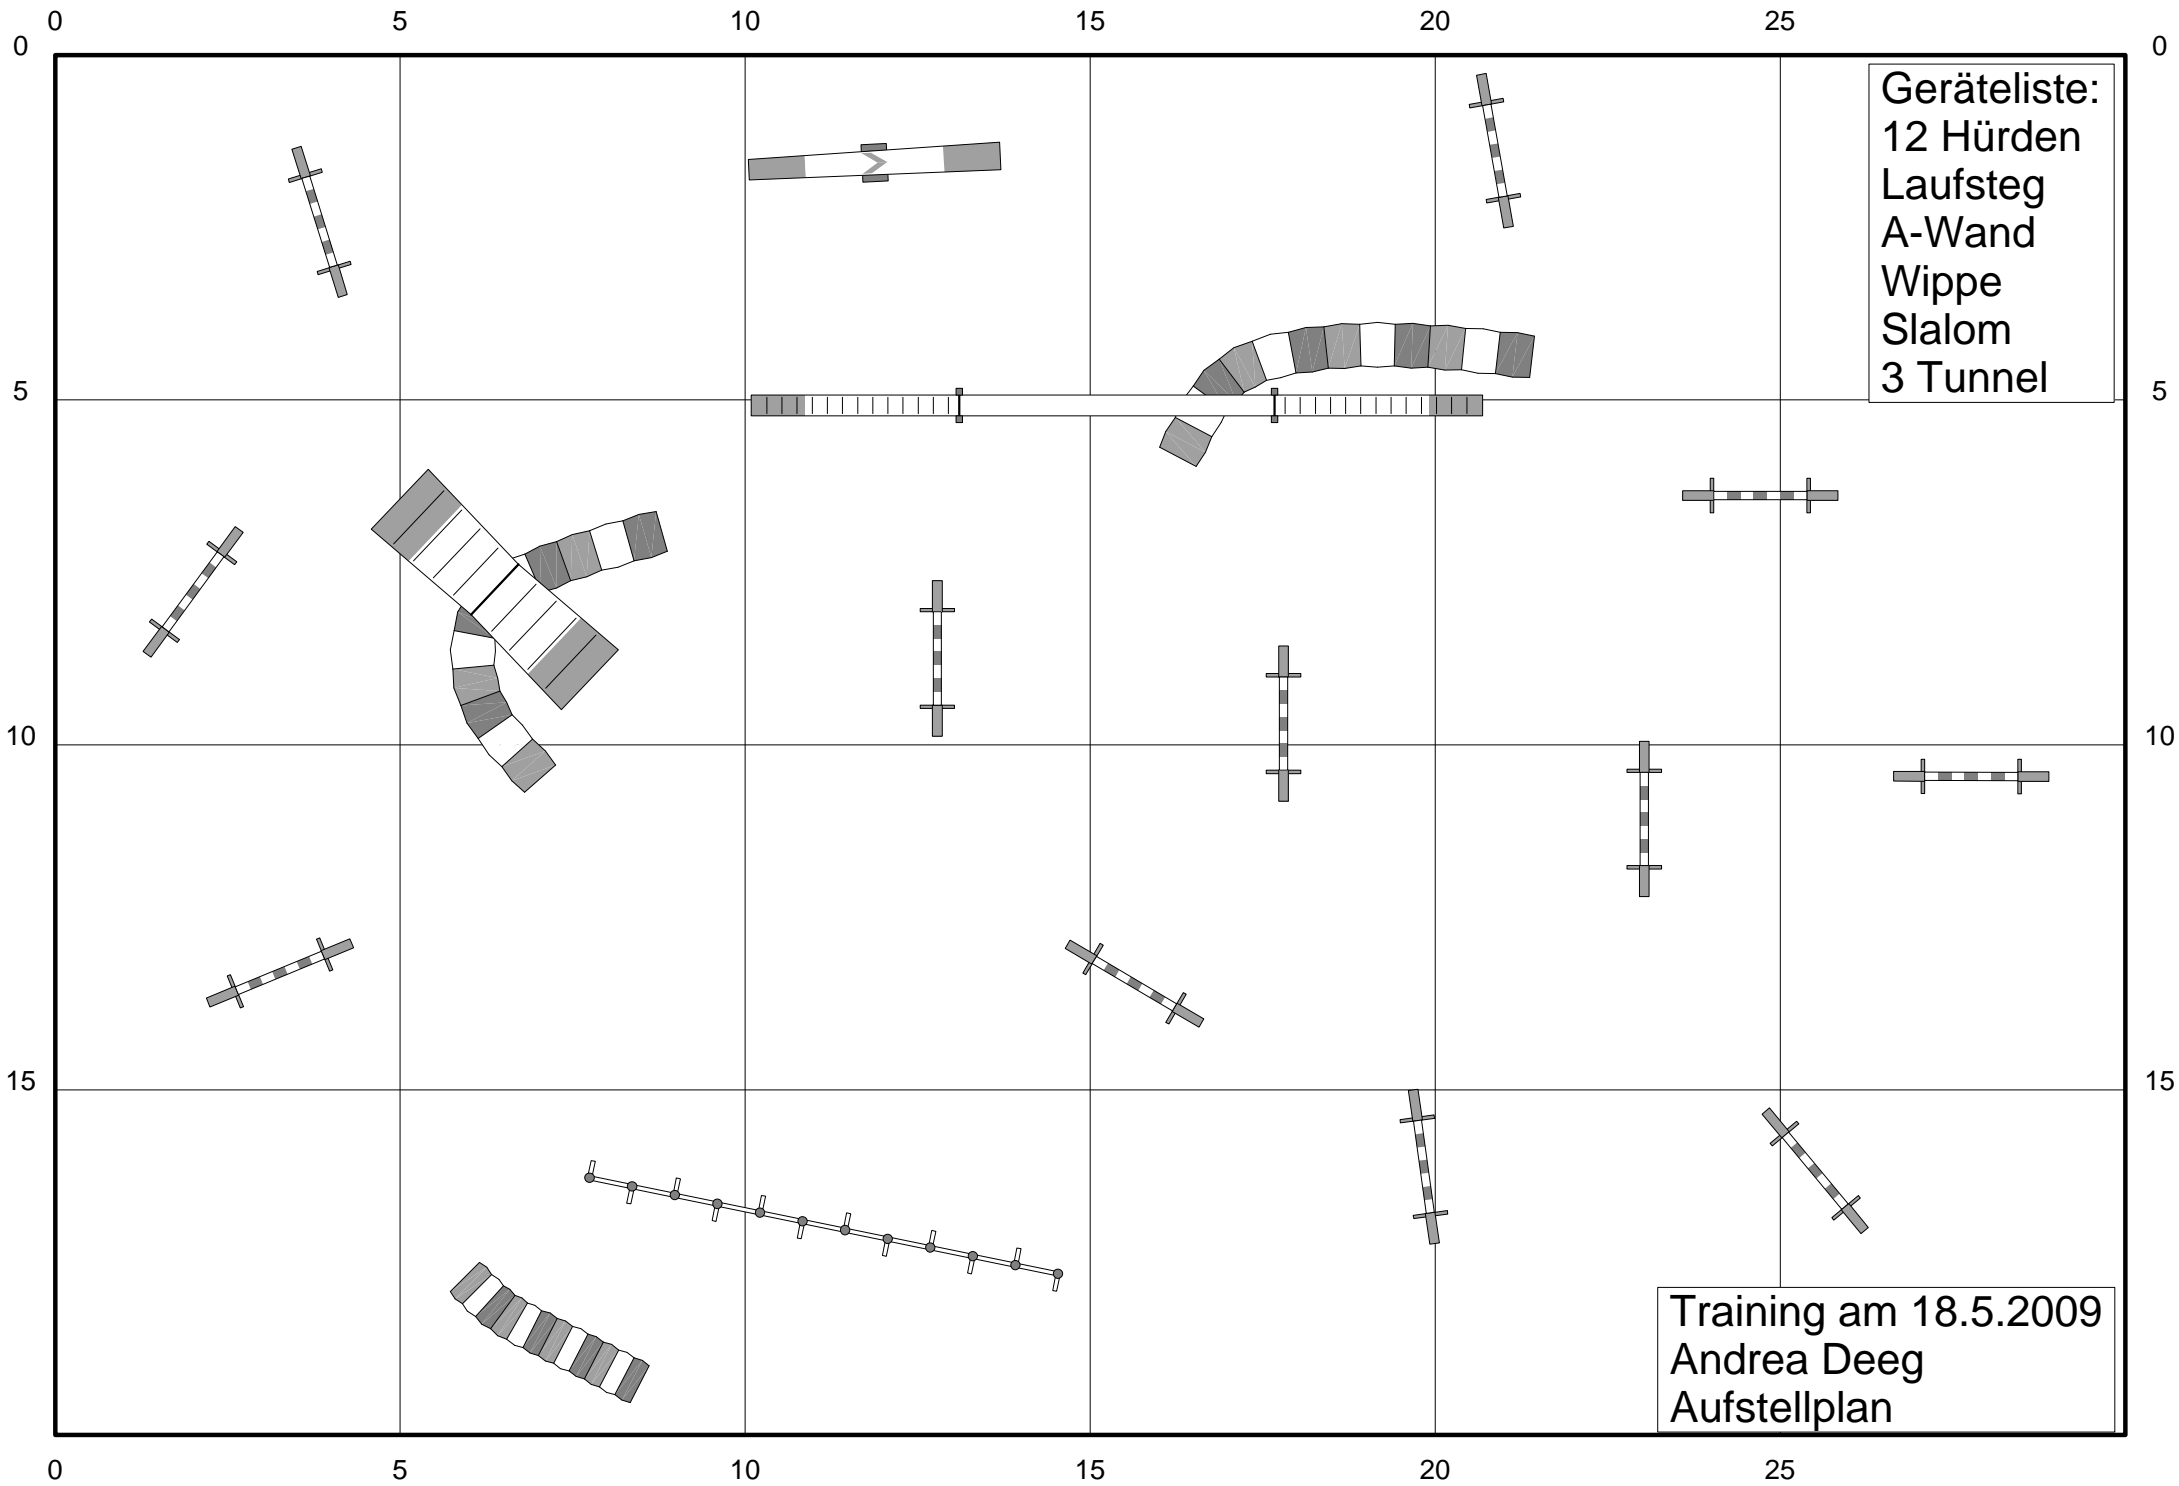 0 5 10 15 20 25
0 0
Geräteliste:
12 Hürden
Laufsteg
A-Wand
Wippe
Slalom
3 Tunnel
5 5
10 10
15 15
Training am 18.5.2009
Andrea Deeg
Aufstellplan
0 5 10 15 20 25